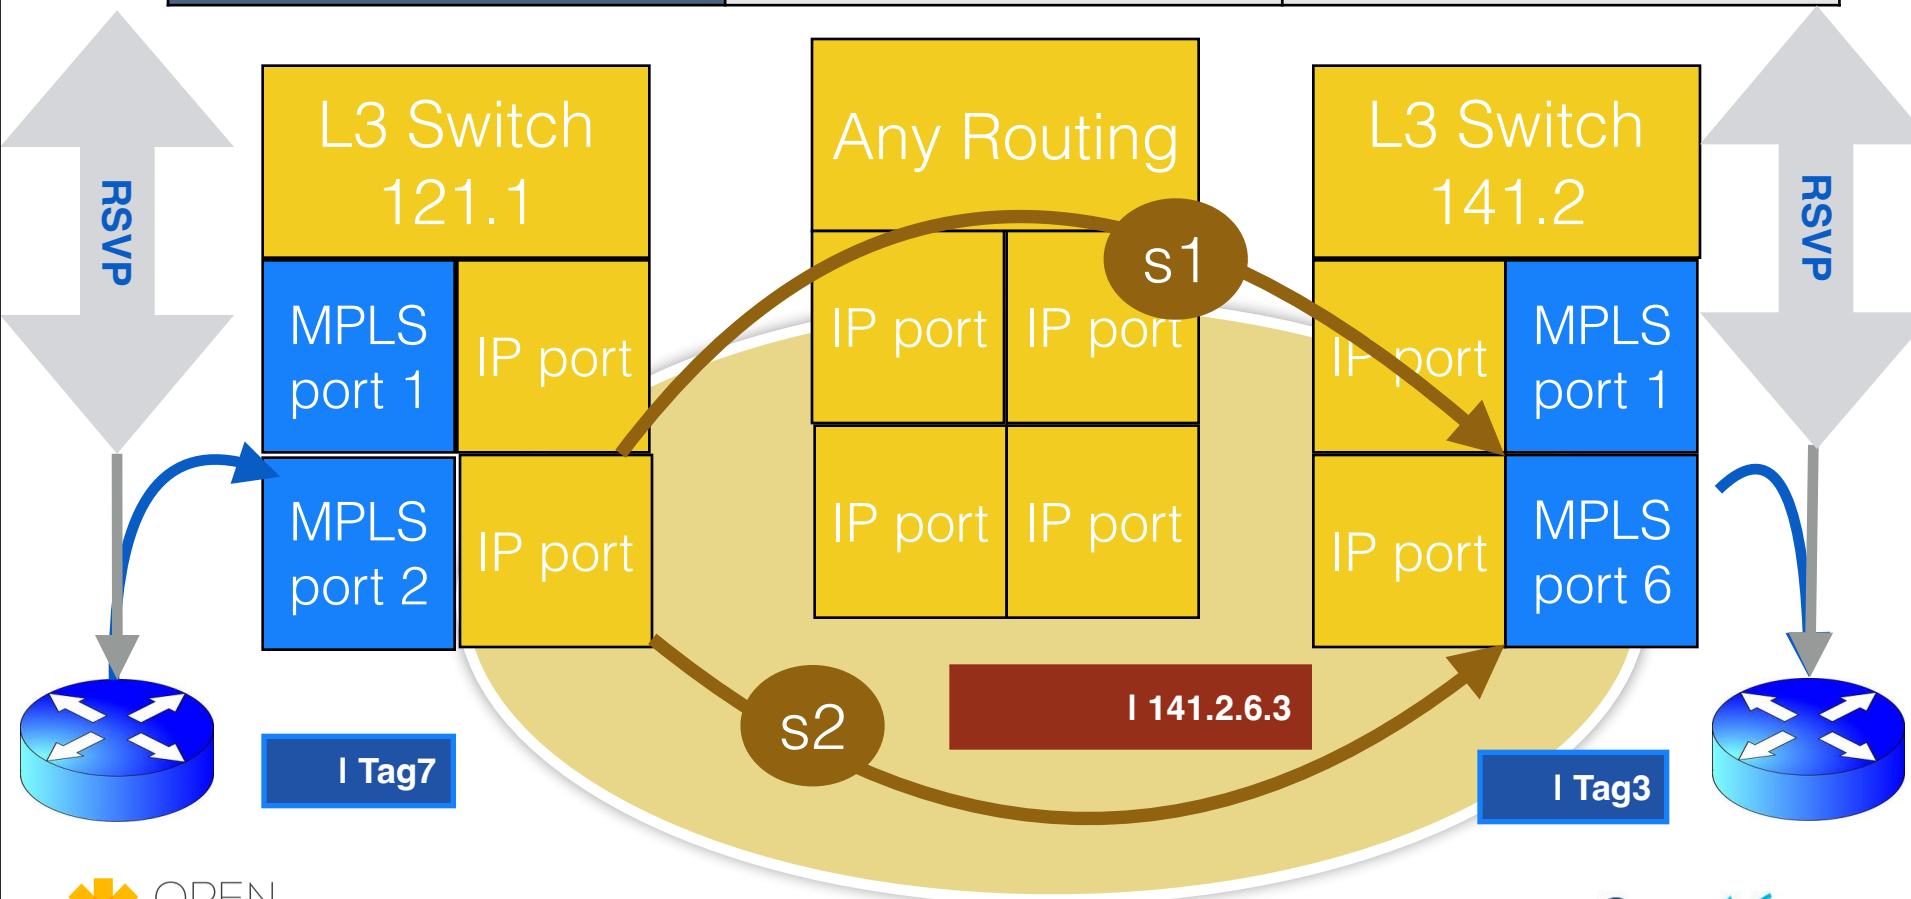 RSVP
L3 Switch
121.1
MPLS
port 1
IP port
MPLS
port 2
IP port
Any Routing
IP port
IP port
IP port
IP port
s1
s2
L3 Switch
141.2
IP port
MPLS
port 1
IP port
MPLS
port 6
RSVP
| Tag7
| 141.2.6.3
| Tag3
OPEN